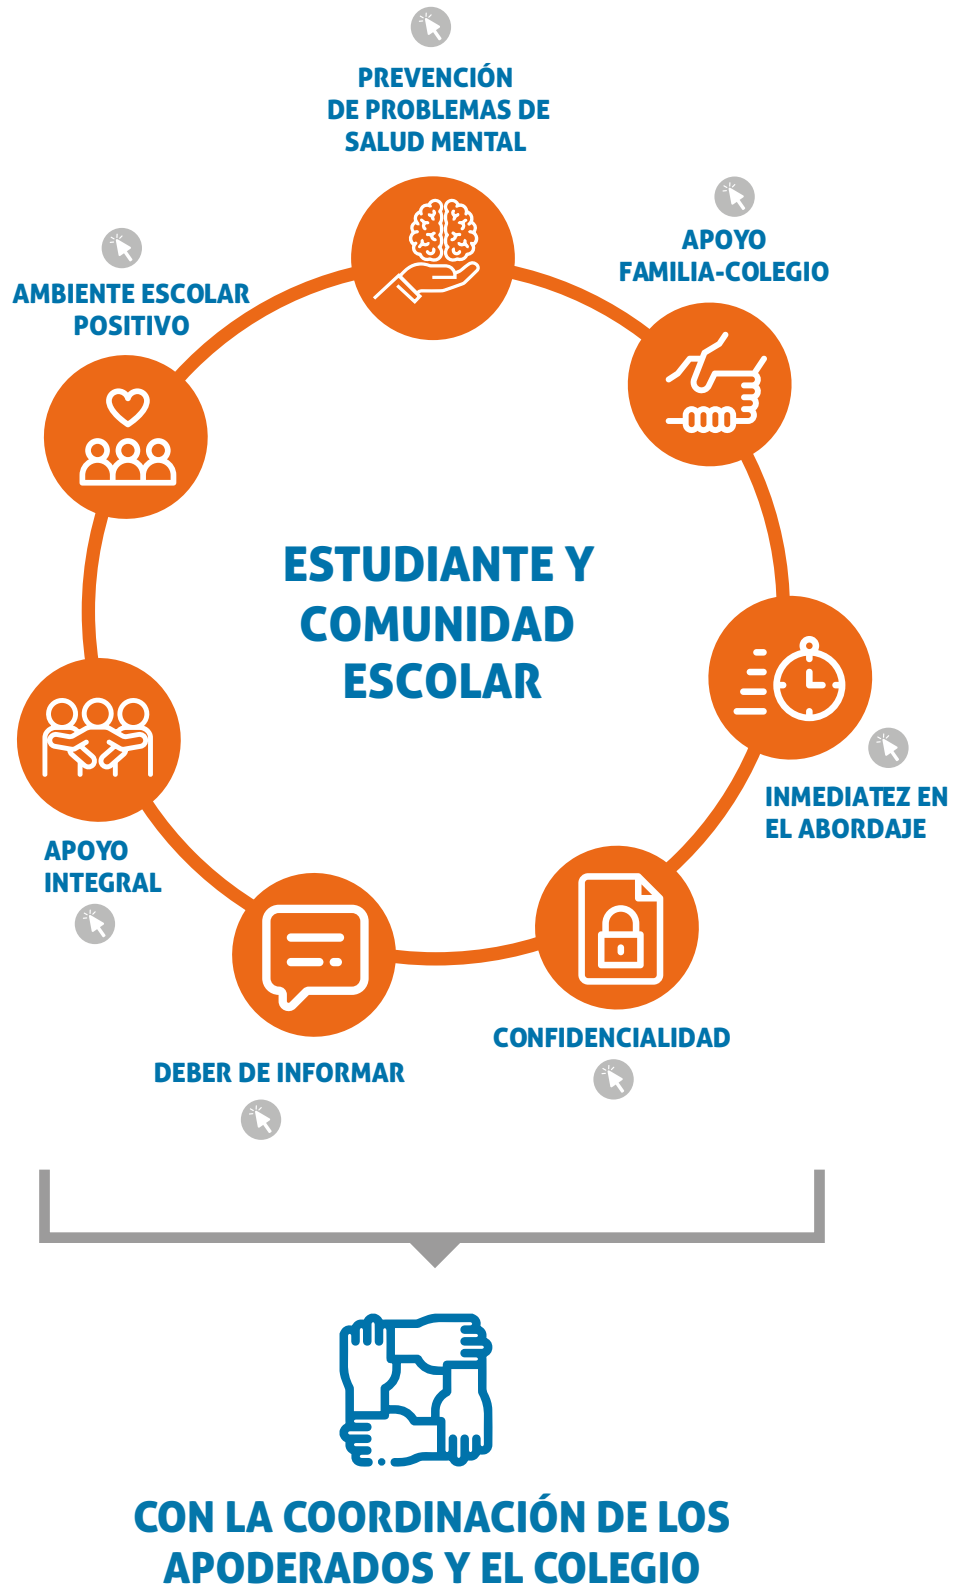 PREVENCIÓN
DE PROBLEMAS DE
SALUD MENTAL
APOYO
FAMILIA-COLEGIO
AMBIENTE ESCOLAR
POSITIVO
ESTUDIANTE Y
COMUNIDAD
ESCOLAR
INMEDIATEZ EN
EL ABORDAJE
APOYO
INTEGRAL
CONFIDENCIALIDAD
DEBER DE INFORMAR
CON LA COORDINACIÓN DE LOS
APODERADOS Y EL COLEGIO